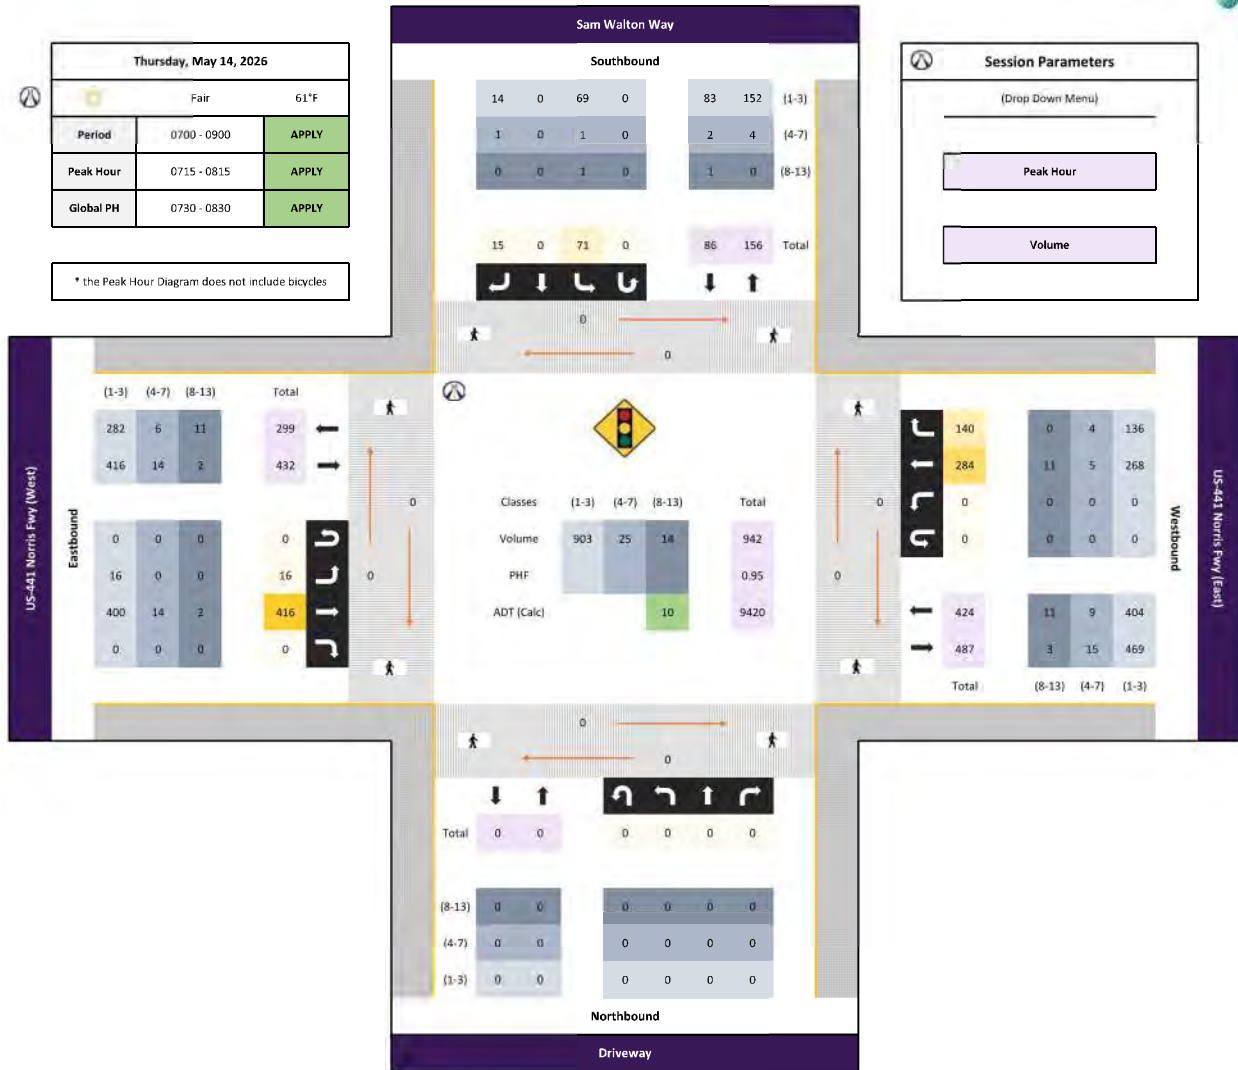 Sam Walton Way
Southbound
Thursday, May 14, 2026
Fair 61°F
Period 0700 - 0900 APPLY
Peak Hour 0715 - 0815 APPLY
Global PH 0730 - 0830 APPLY
* the Peak Hour Diagram does not include bicycles
Session Parameters
(Drop Down Menu)
Peak Hour
Volume
14 0 69 0 83 152 (1-3)
1 0 1 0 2 4 (4-7)
0 0 1 0 1 0 (8-13)
15 0 71 0 86 156 Total
0
0
US-441 Norris Fwy (West)
Eastbound
(1-3) (4-7) (8-13) Total
282 6 11 299
416 14 2 432
0 0 0 0
16 0 0 16
400 14 2 416
0 0 0 0
0
0
Classes (1-3) (4-7) (8-13) Total
Volume 903 25 14 942
PHF 0.95
ADT (Calc) 10 9420
0
0
140 0 4 136
284 11 5 268
0 0 0 0
0 0 0 0
424 11 9 404
487 3 15 469
Total (8-13) (4-7) (1-3)
Westbound
US-441 Norris Fwy (East)
0
0
Total 0 0 0 0 0 0
(8-13) 0 0 0 0 0 0
(4-7) 0 0 0 0 0 0
(1-3) 0 0 0 0 0 0
Northbound
Driveway